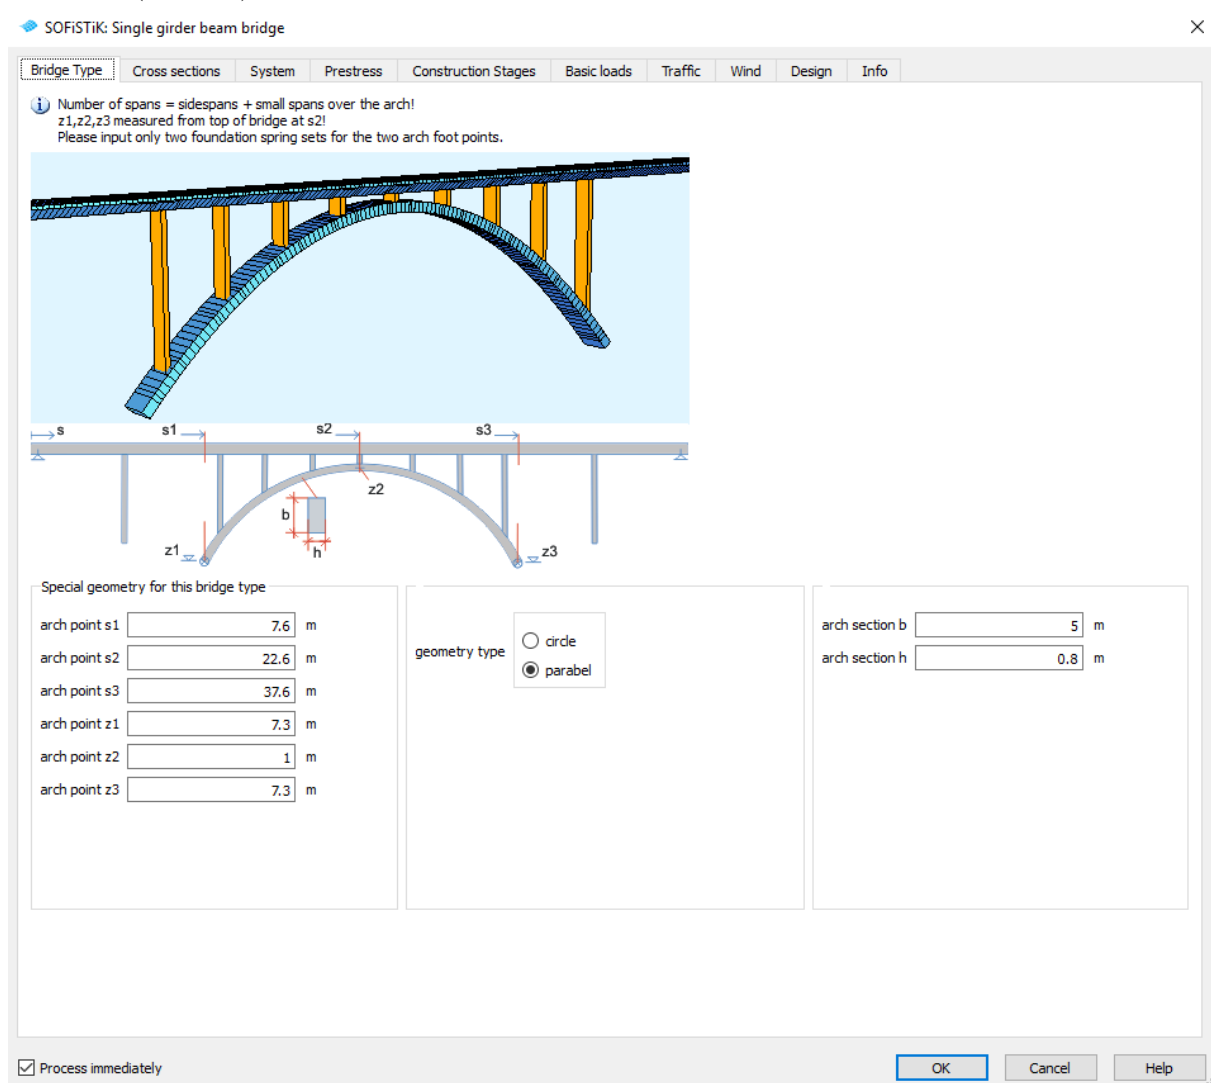 SOFiSTiK: Single girder beam bridge
Bridge Type Cross sections System Prestress Construction Stages Basic loads Traffic Wind Design Info
Number of spans = sidespans + small spans over the arch!
z1,z2,z3 measured from top of bridge at s2!
Please input only two foundation spring sets for the two arch foot points.
s s1 s2 s3
z2
b
h
z1 z3
Special geometry for this bridge type
arch point s1 7.6 m
arch point s2 22.6 m
arch point s3 37.6 m
arch point z1 7.3 m
arch point z2 1 m
arch point z3 7.3 m
geometry type
circle
parabel
arch section b 5 m
arch section h 0.8 m
Process immediately
OK Cancel Help